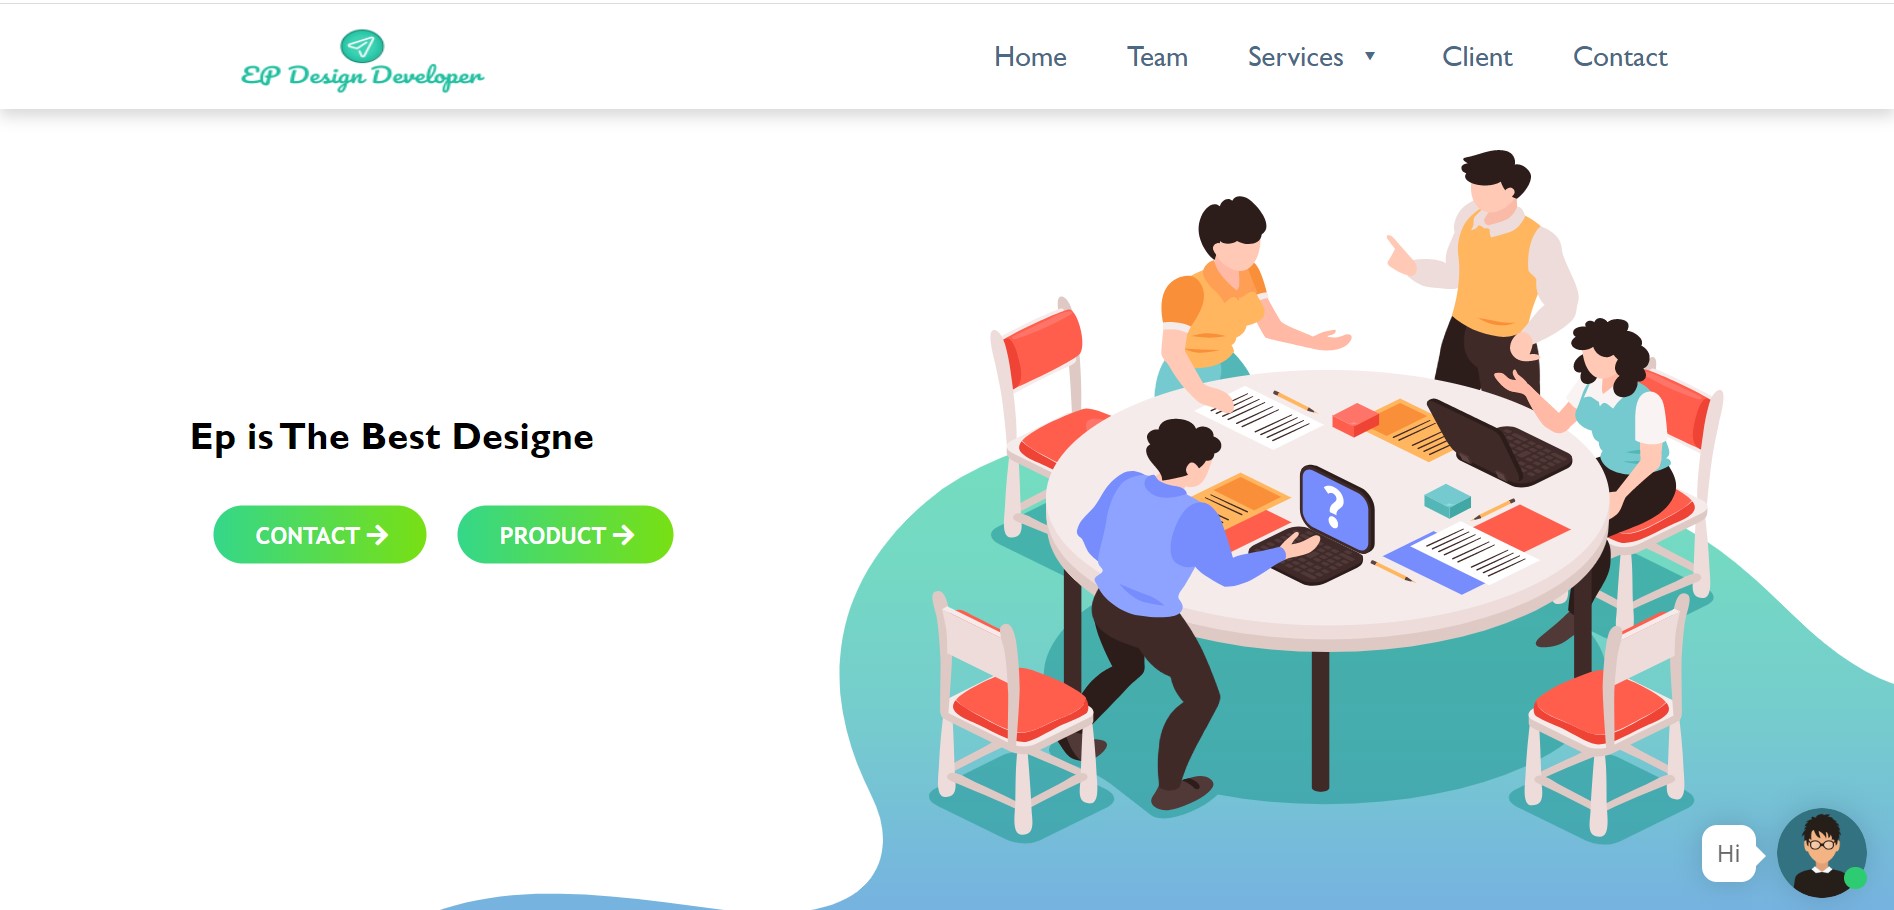 EP Design Developer
Home Team Services Client Contact
Ep is The Best Designe
CONTACT PRODUCT
?
Hi